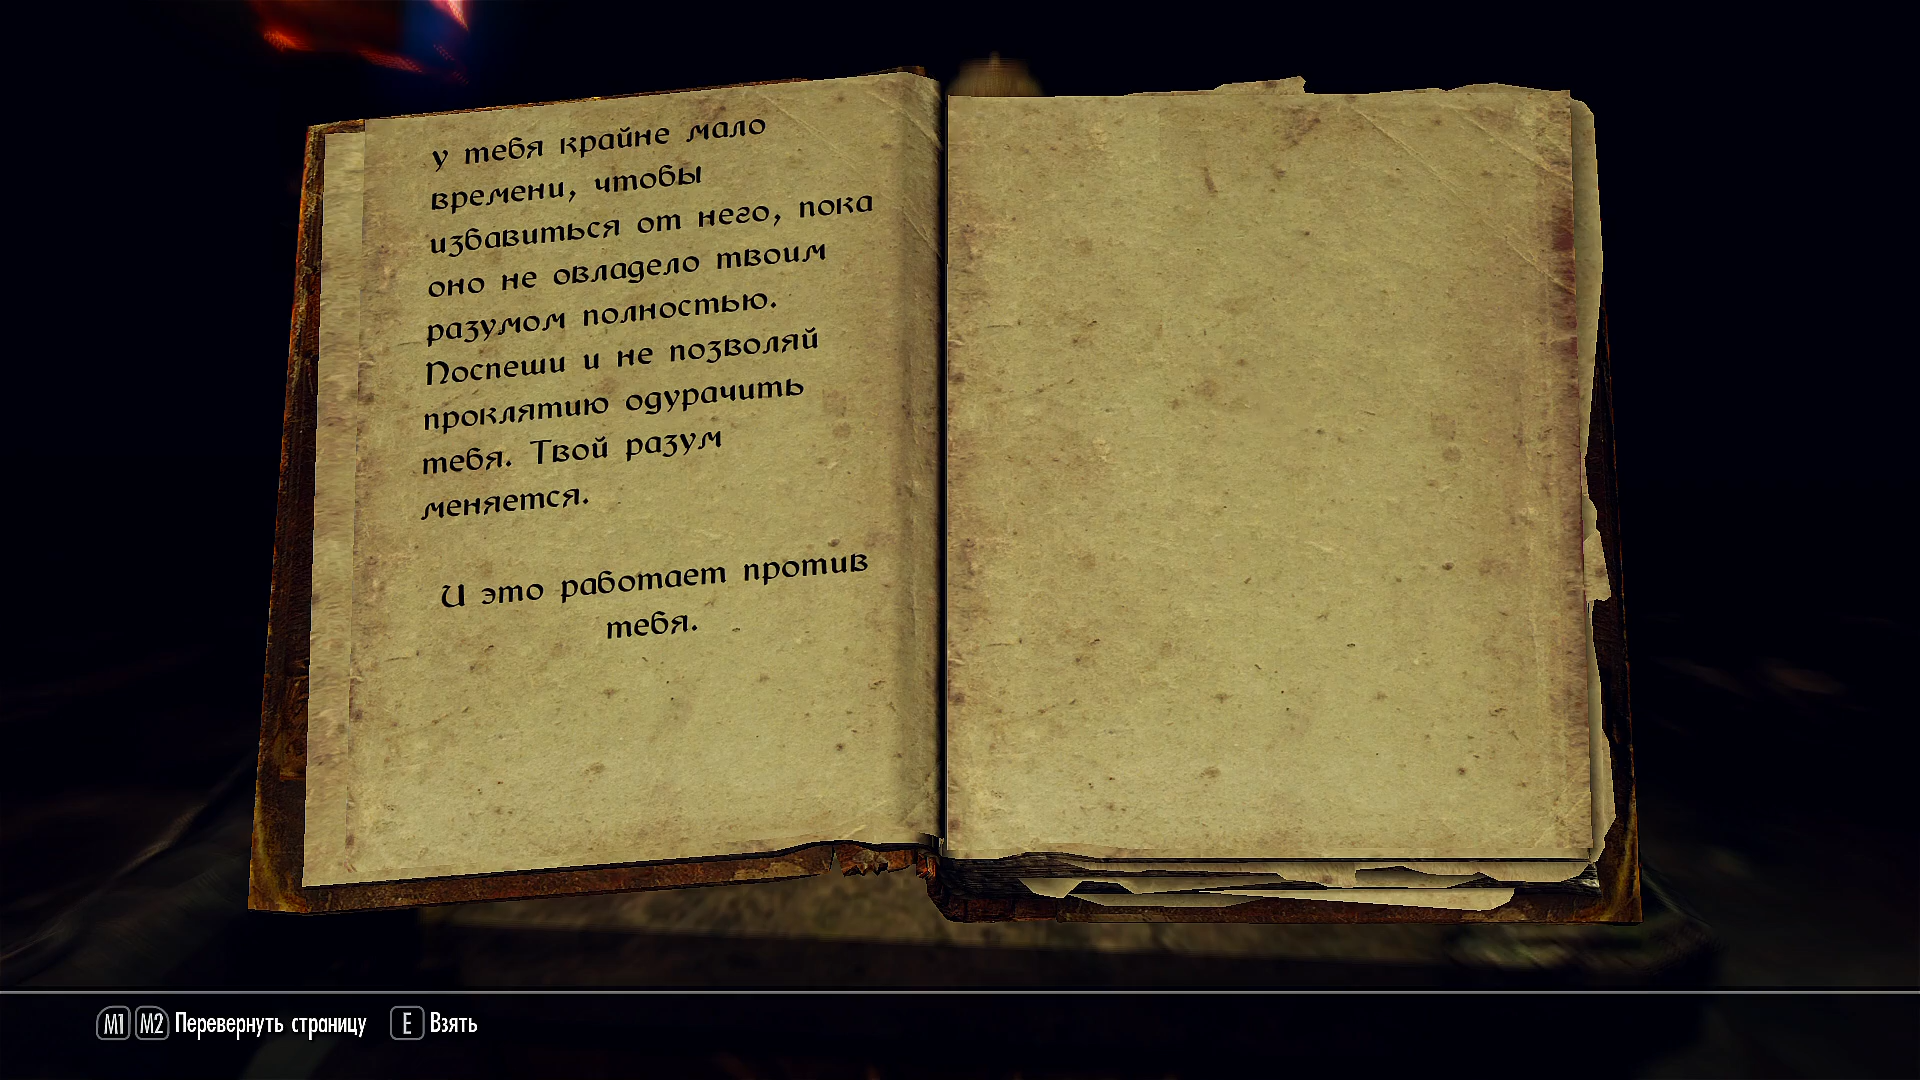 у тебя крайне мало
времени, чтобы
избавиться от него, пока
оно не овладело твоим
разумом полностью.
Поспеши и не позволяй
проклятию одурачить
тебя. Твой разум
меняется.
И это работает против
тебя.
M1 M2 Перевернуть страницу E Взять